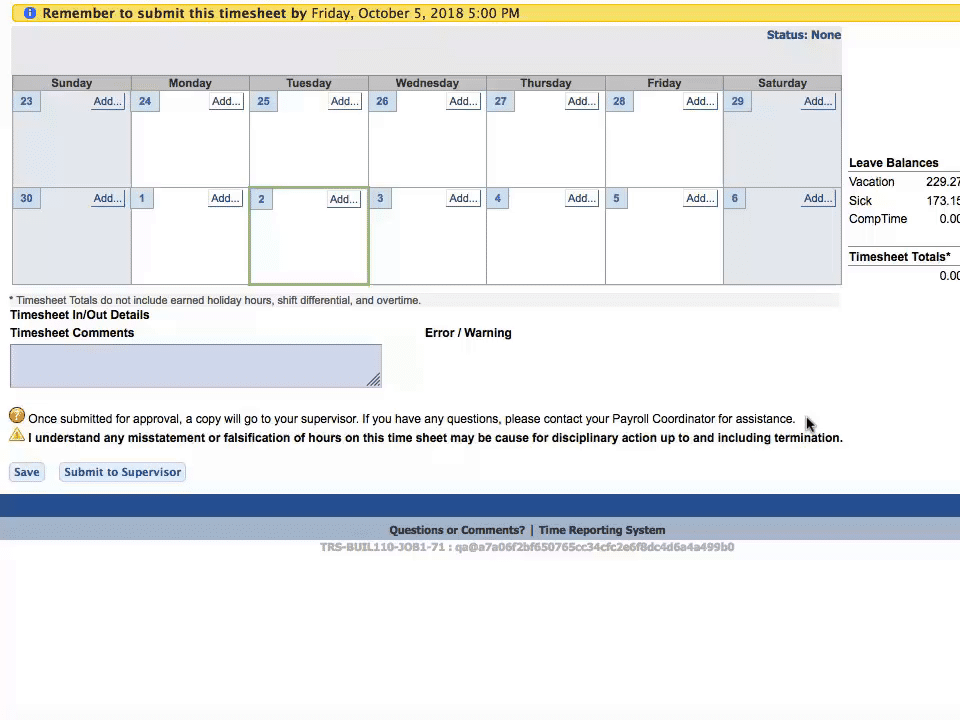 Remember to submit this timesheet by Friday, October 5, 2018 5:00 PM
Status: None
Sunday Monday Tuesday Wednesday Thursday Friday Saturday
23 Add... 24 Add... 25 Add... 26 Add... 27 Add... 28 Add... 29 Add...
Leave Balances
Vacation 229.27
30 Add... 1 Add... 2 Add... 3 Add... 4 Add... 5 Add... 6 Add...
Sick 173.15
CompTime 0.00
Timesheet Totals*
0.00
* Timesheet Totals do not include earned holiday hours, shift differential, and overtime.
Timesheet In/Out Details
Timesheet Comments Error / Warning
Once submitted for approval, a copy will go to your supervisor. If you have any questions, please contact your Payroll Coordinator for assistance.
I understand any misstatement or falsification of hours on this time sheet may be cause for disciplinary action up to and including termination.
Save Submit to Supervisor
Questions or Comments? | Time Reporting System